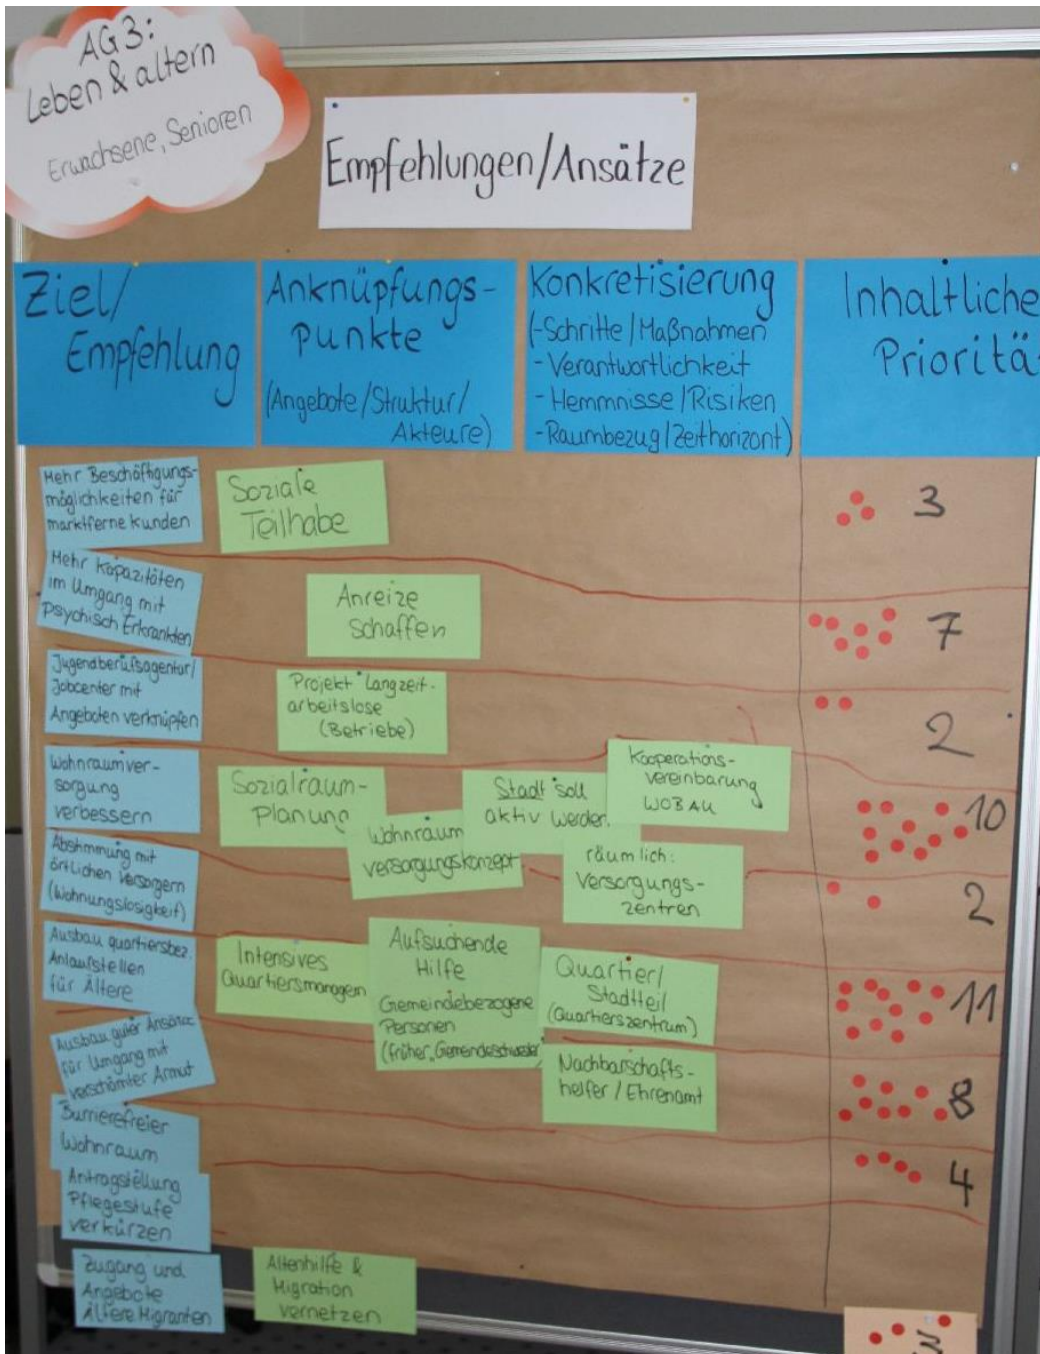 AG3:
Leben & altern
Erwachsene, Senioren
Empfehlungen/Ansätze
Ziel/
Empfehlung
Anknüpfungs-
punkte
(Angebote/Struktur/
Akteure)
Konkretisierung
(-Schritte/Maßnahmen
- Verantwortlichkeit
- Hemmnisse/Risiken
- Raumbezug/Zeithorizont)
Inhaltliche
Prioritä
Mehr Beschäftigungs-
möglichkeiten für
marktferne Kunden
Soziale
Teilhabe
3
Mehr Kapazitäten
im Umgang mit
Psychisch Erkrankten
Anreize
schaffen
7
Jugendberufsagentur/
Jobcenter mit
Angeboten verknüpfen
Projekt Langzeit-
arbeitslose
(Betriebe)
2
Wohnraumver-
sorgung
verbessern
Sozialraum-
planung
Wohnraum
versorgungskonzept
Stadt soll
aktiv werden
Kooperations-
vereinbarung
WOBAU
10
Abstimmung mit
örtlichen Versorgern
(Wohnungslosigkeit)
räumlich:
Versorgungs-
zentren
2
Ausbau quartiersbez.
Anlaufstellen
für Ältere
Intensives
Quartiersmanagem
Aufsuchende
Hilfe
Gemeindebezogene
Personen
(früher „Gemeindeschwester"
Quartier/
Stadtteil
(Quartierszentrum)
11
Ausbau guter Ansätze
für Umgang mit
verschämter Armut
Nachbarschafts-
helfer / Ehrenamt
8
Barrierefreier
Wohnraum
4
Antragstellung
Pflegestufe
verkürzen
Zugang und
Angebote
Ältere Migranten
Altenhilfe &
Migration
vernetzen